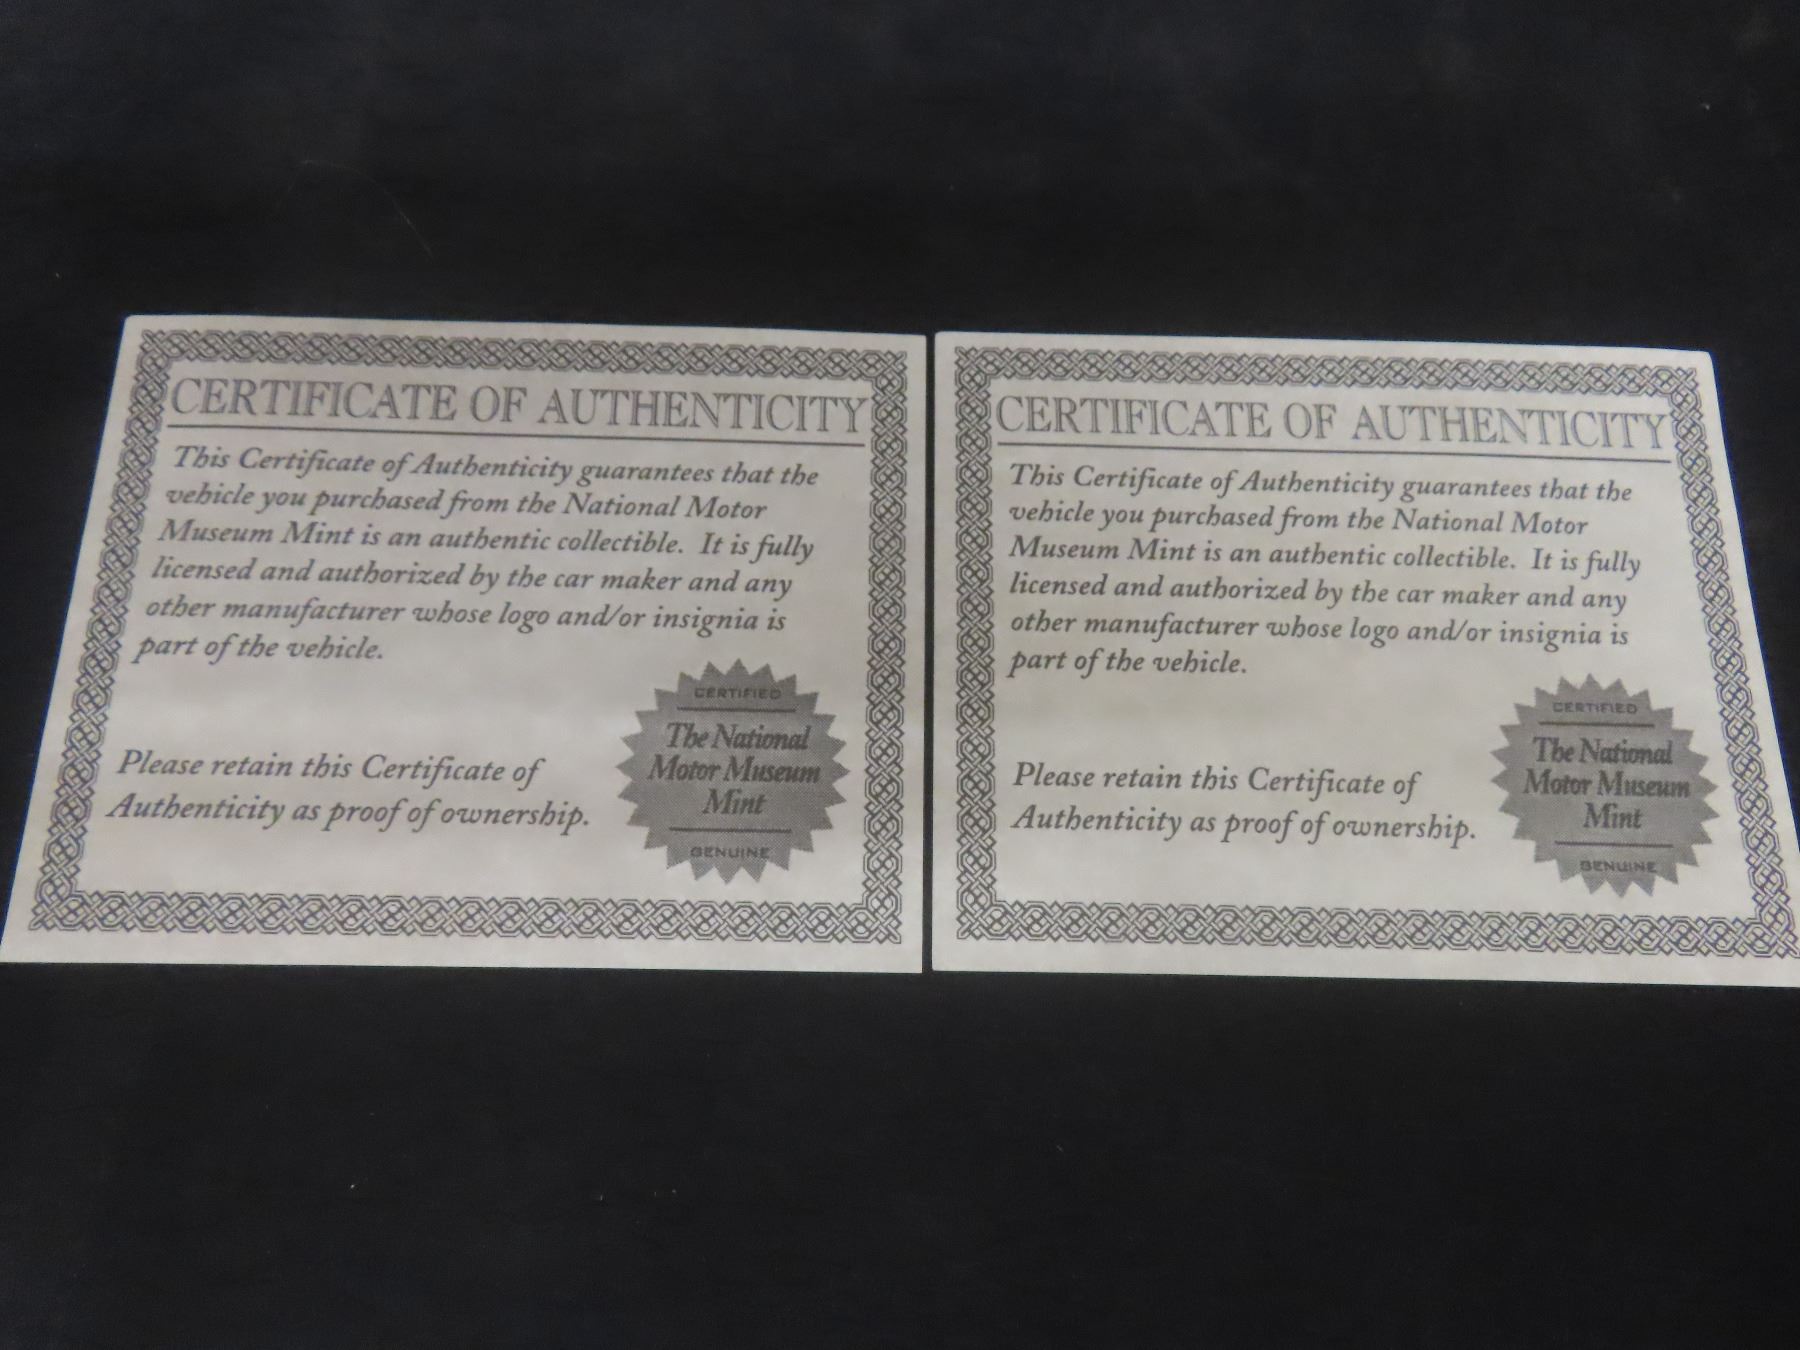 CERTIFICATE OF AUTHENTICITY
This Certificate of Authenticity guarantees that the
vehicle you purchased from the National Motor
Museum Mint is an authentic collectible. It is fully
licensed and authorized by the car maker and any
other manufacturer whose logo and/or insignia is
part of the vehicle.
Please retain this Certificate of
Authenticity as proof of ownership.
CERTIFIED
The National
Motor Museum
Mint
GENUINE
CERTIFICATE OF AUTHENTICITY
This Certificate of Authenticity guarantees that the
vehicle you purchased from the National Motor
Museum Mint is an authentic collectible. It is fully
licensed and authorized by the car maker and any
other manufacturer whose logo and/or insignia is
part of the vehicle.
Please retain this Certificate of
Authenticity as proof of ownership.
CERTIFIED
The National
Motor Museum
Mint
GENUINE